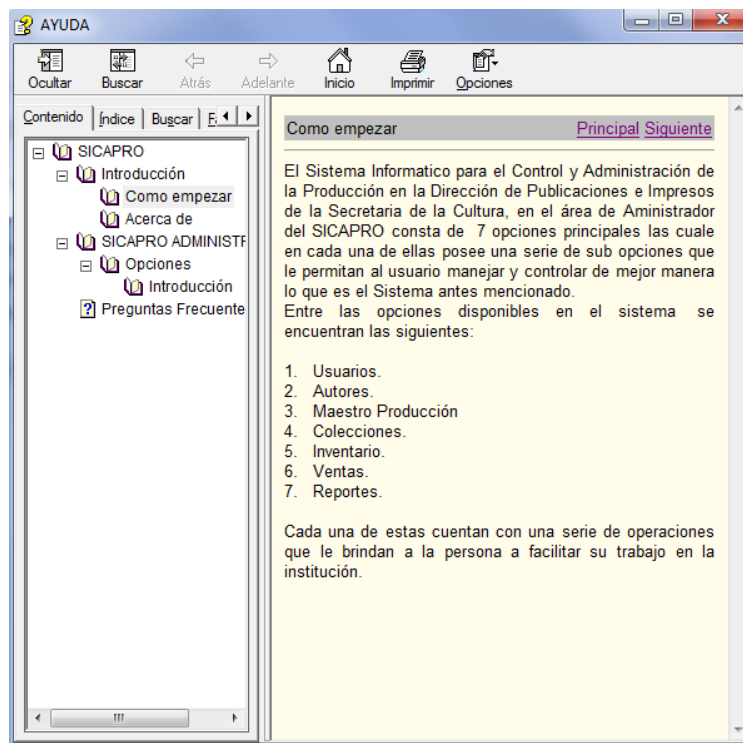 AYUDA
Ocultar Buscar Atrás Adelante Inicio Imprimir Opciones
Contenido Índice Buscar
SICAPRO
Introducción
Como empezar
Acerca de
SICAPRO ADMINISTF
Opciones
Introducción
Preguntas Frecuente
Como empezar Principal Siguiente
El Sistema Informatico para el Control y Administración de
la Producción en la Dirección de Publicaciones e Impresos
de la Secretaria de la Cultura, en el área de Aministrador
del SICAPRO consta de 7 opciones principales las cuale
en cada una de ellas posee una serie de sub opciones que
le permitan al usuario manejar y controlar de mejor manera
lo que es el Sistema antes mencionado.
Entre las opciones disponibles en el sistema se
encuentran las siguientes:
1. Usuarios.
2. Autores.
3. Maestro Producción
4. Colecciones.
5. Inventario.
6. Ventas.
7. Reportes.
Cada una de estas cuentan con una serie de operaciones
que le brindan a la persona a facilitar su trabajo en la
institución.